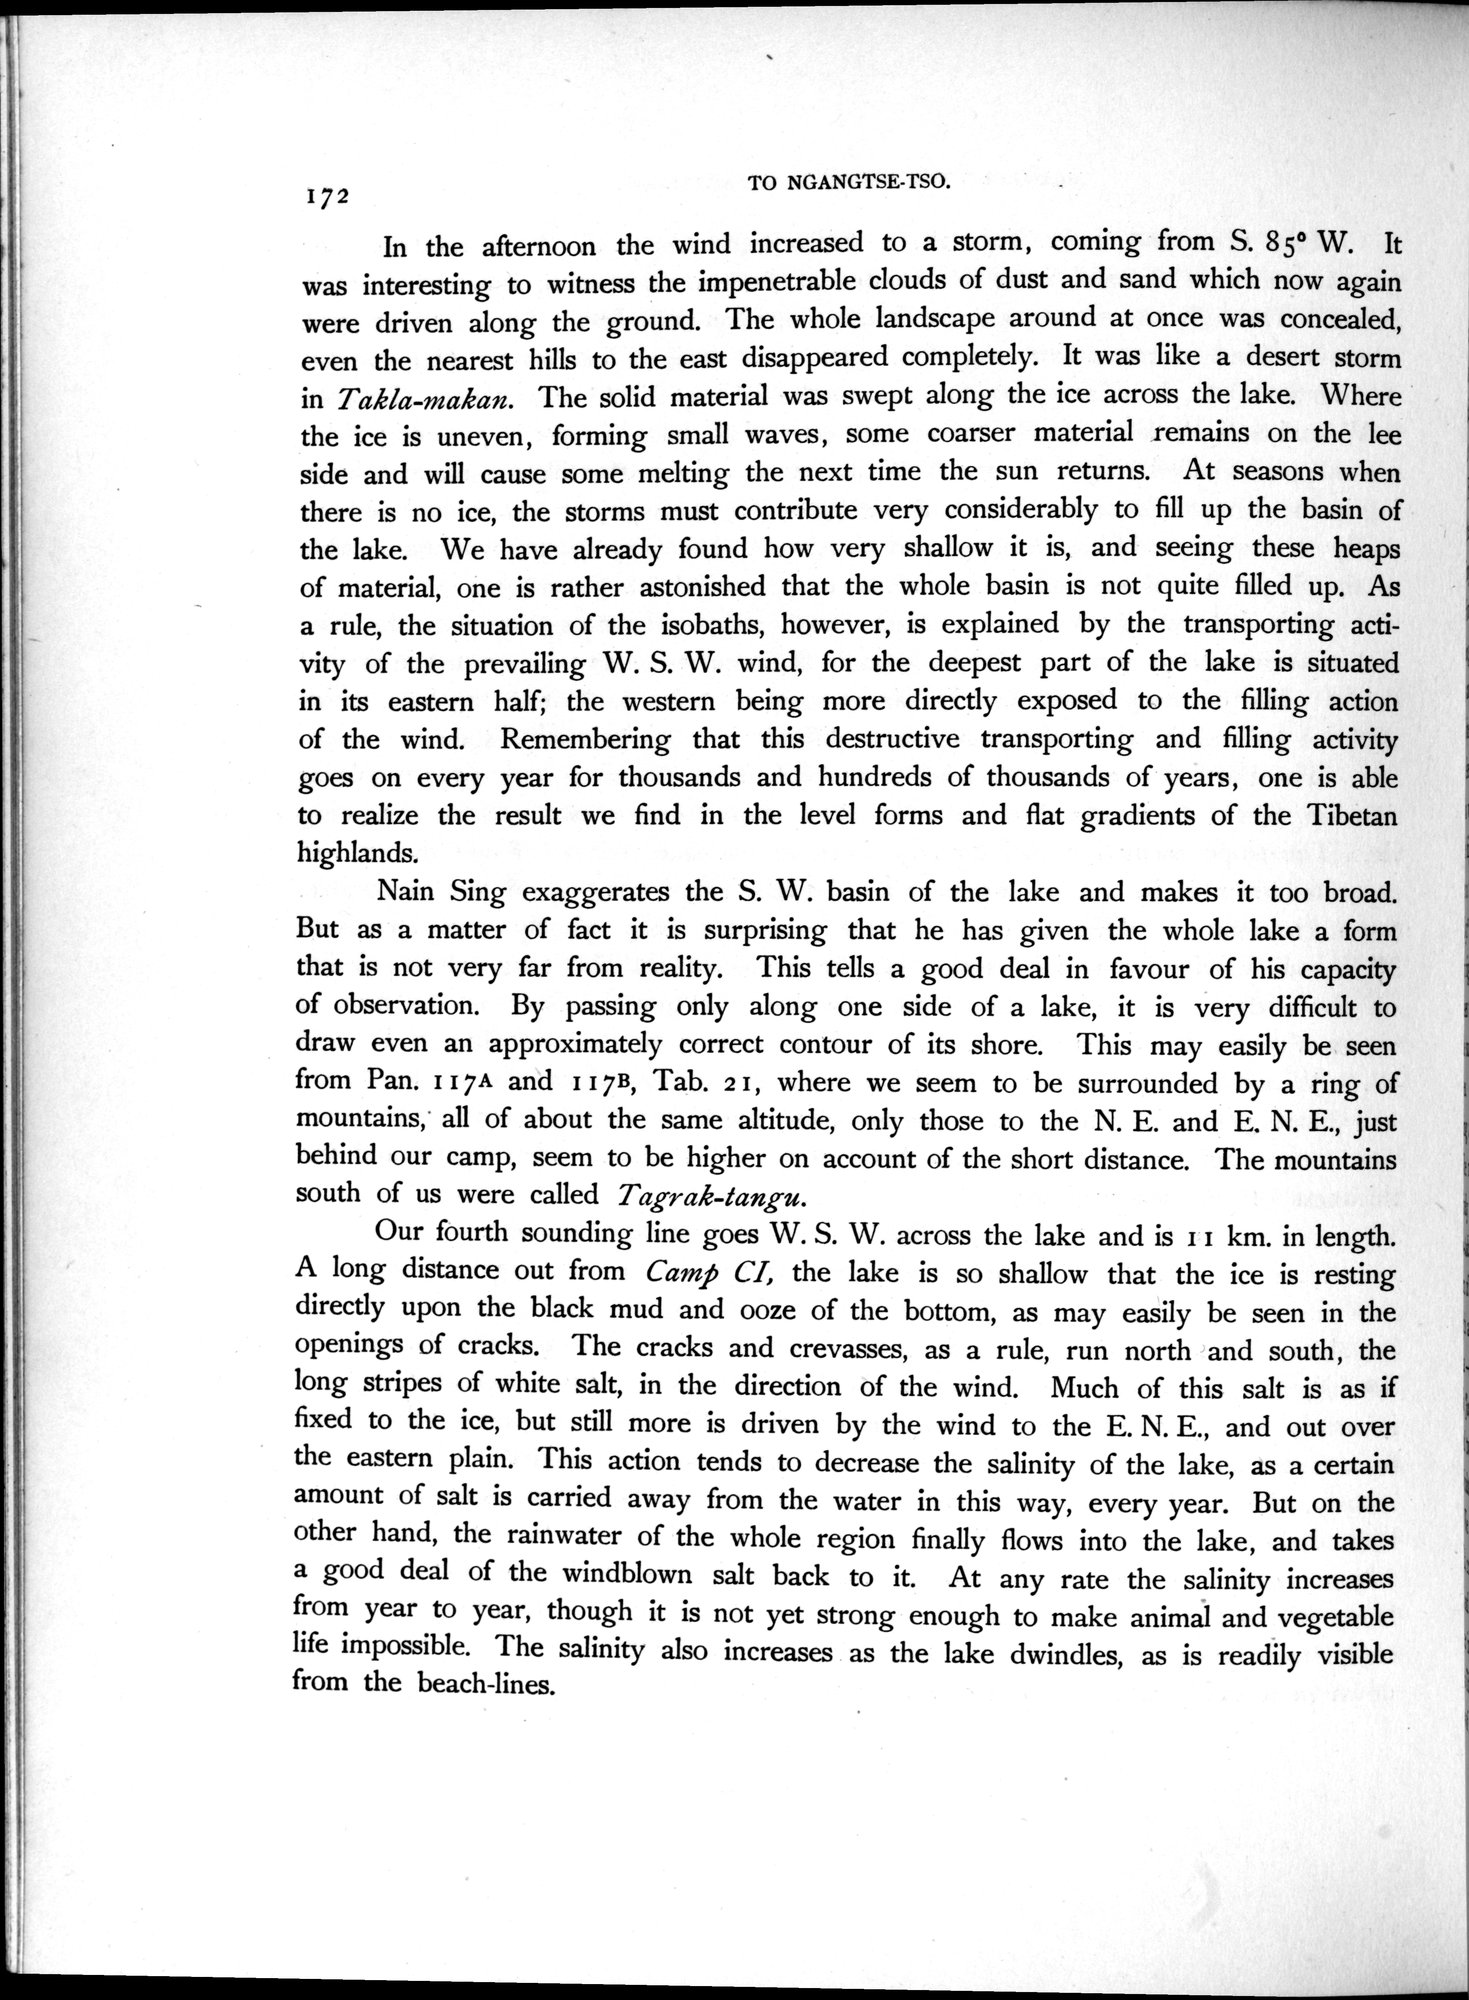 172
TO NGANGTSE-TSO.
In the afternoon the wind increased to a storm, coming from S. 85° W. It
was interesting to witness the impenetrable clouds of dust and sand which now again
were driven along the ground. The whole landscape around at once was concealed,
even the nearest hills to the east disappeared completely. It was like a desert storm
in Takla-makan. The solid material was swept along the ice across the lake. Where
the ice is uneven, forming small waves, some coarser material remains on the lee
side and will cause some melting the next time the sun returns. At seasons when
there is no ice, the storms must contribute very considerably to fill up the basin of
the lake. We have already found how very shallow it is, and seeing these heaps
of material, one is rather astonished that the whole basin is not quite filled up. As
a rule, the situation of the isobaths, however, is explained by the transporting acti-
vity of the prevailing W. S. W. wind, for the deepest part of the lake is situated
in its eastern half; the western being more directly exposed to the filling action
of the wind. Remembering that this destructive transporting and filling activity
goes on every year for thousands and hundreds of thousands of years, one is able
to realize the result we find in the level forms and flat gradients of the Tibetan
highlands.
Nain Sing exaggerates the S. W. basin of the lake and makes it too broad.
But as a matter of fact it is surprising that he has given the whole lake a form
that is not very far from reality. This tells a good deal in favour of his capacity
of observation. By passing only along one side of a lake, it is very difficult to
draw even an approximately correct contour of its shore. This may easily be seen
from Pan. 117A and 117B, Tab. 21, where we seem to be surrounded by a ring of
mountains, all of about the same altitude, only those to the N. E. and E. N. E., just
behind our camp, seem to be higher on account of the short distance. The mountains
south of us were called Tagrak-tangu.
Our fourth sounding line goes W. S. W. across the lake and is 11 km. in length.
A long distance out from Camp CI, the lake is so shallow that the ice is resting
directly upon the black mud and ooze of the bottom, as may easily be seen in the
openings of cracks. The cracks and crevasses, as a rule, run north and south, the
long stripes of white salt, in the direction of the wind. Much of this salt is as if
fixed to the ice, but still more is driven by the wind to the E. N. E., and out over
the eastern plain. This action tends to decrease the salinity of the lake, as a certain
amount of salt is carried away from the water in this way, every year. But on the
other hand, the rainwater of the whole region finally flows into the lake, and takes
a good deal of the windblown salt back to it. At any rate the salinity increases
from year to year, though it is not yet strong enough to make animal and vegetable
life impossible. The salinity also increases as the lake dwindles, as is readily visible
from the beach-lines.